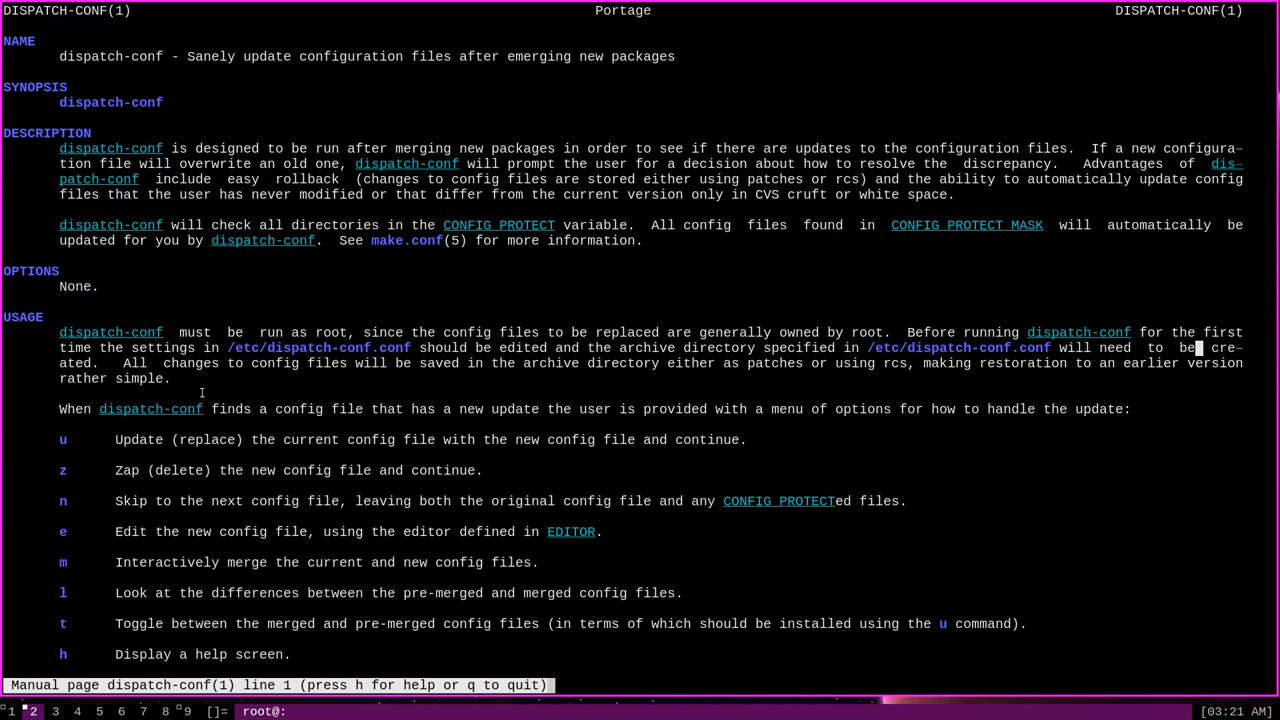 DISPATCH-CONF(1) Portage DISPATCH-CONF(1)
NAME
dispatch-conf - Sanely update configuration files after emerging new packages
SYNOPSIS
dispatch-conf
DESCRIPTION
dispatch-conf is designed to be run after merging new packages in order to see if there are updates to the configuration files. If a new configura-
tion file will overwrite an old one, dispatch-conf will prompt the user for a decision about how to resolve the discrepancy. Advantages of dis-
patch-conf include easy rollback (changes to config files are stored either using patches or rcs) and the ability to automatically update config
files that the user has never modified or that differ from the current version only in CVS cruft or white space.
dispatch-conf will check all directories in the CONFIG_PROTECT variable. All config files found in CONFIG_PROTECT_MASK will automatically be
updated for you by dispatch-conf. See make.conf(5) for more information.
OPTIONS
None.
USAGE
dispatch-conf must be run as root, since the config files to be replaced are generally owned by root. Before running dispatch-conf for the first
time the settings in /etc/dispatch-conf.conf should be edited and the archive directory specified in /etc/dispatch-conf.conf will need to be cre-
ated. All changes to config files will be saved in the archive directory either as patches or using rcs, making restoration to an earlier version
rather simple.
When dispatch-conf finds a config file that has a new update the user is provided with a menu of options for how to handle the update:
u Update (replace) the current config file with the new config file and continue.
z Zap (delete) the new config file and continue.
n Skip to the next config file, leaving both the original config file and any CONFIG_PROTECTed files.
e Edit the new config file, using the editor defined in EDITOR.
m Interactively merge the current and new config files.
l Look at the differences between the pre-merged and merged config files.
t Toggle between the merged and pre-merged config files (in terms of which should be installed using the u command).
h Display a help screen.
Manual page dispatch-conf(1) line 1 (press h for help or q to quit)
1 2 3 4 5 6 7 8 9 []= root@: [03:21 AM]